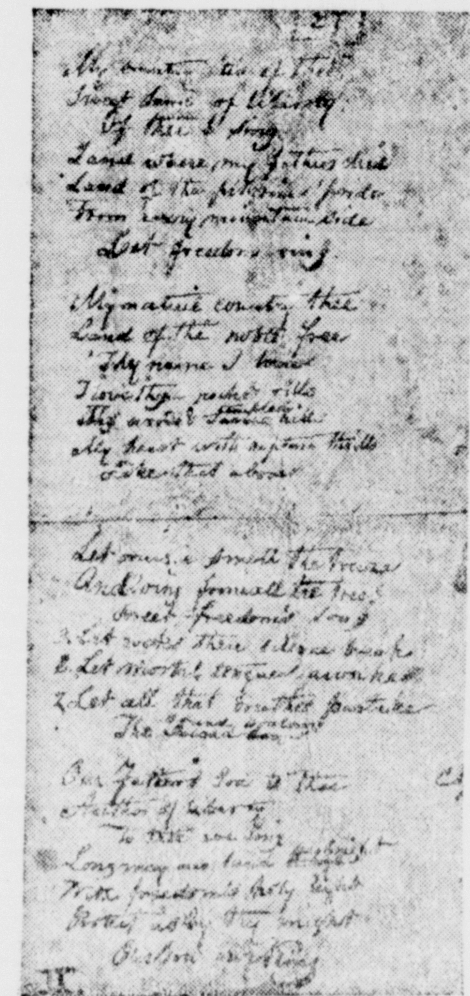 My country tis of thee
Sweet land of liberty
Of thee I sing
Land where my fathers died
Land of the pilgrims' pride
From every mountain side
Let freedom ring.
My native country thee
Land of the noble free
Thy name I love
I love thy rocks & rills
Thy woods & templed hills
My heart with rapture thrills
Like that above
Let music swell the breeze
And ring from all the trees
Sweet freedom's song
3. Let rocks their silence break
2. Let mortal tongues awake
2 Let all that breathes partake
The sound
Our Father's God to thee
Author of liberty
To thee we sing
Long may our land be bright
With freedom's holy light
Protect us by thy might
Our God our King